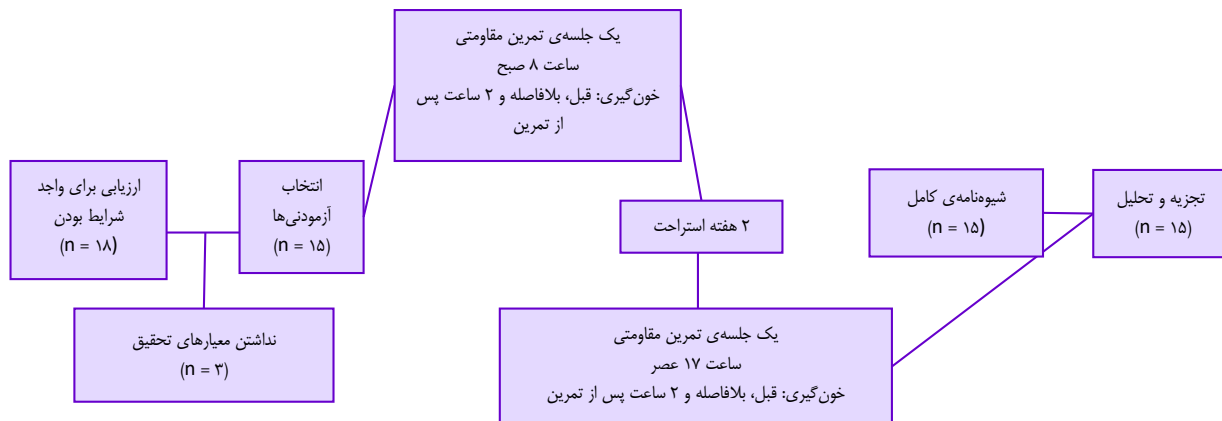 ارزیابی برای واجد
شرایط بودن
(n = ۱۸)
نداشتن معیارهای تحقیق
(n = ۳)
انتخاب
آزمودنی‌ها
(n = ۱۵)
یک جلسه‌ی تمرین مقاومتی
ساعت ۸ صبح
خون‌گیری: قبل، بلافاصله و ۲ ساعت پس
از تمرین
۲ هفته استراحت
یک جلسه‌ی تمرین مقاومتی
ساعت ۱۷ عصر
خون‌گیری: قبل، بلافاصله و ۲ ساعت پس از تمرین
شیوه‌نامه‌ی کامل
(n = ۱۵)
تجزیه و تحلیل
(n = ۱۵)